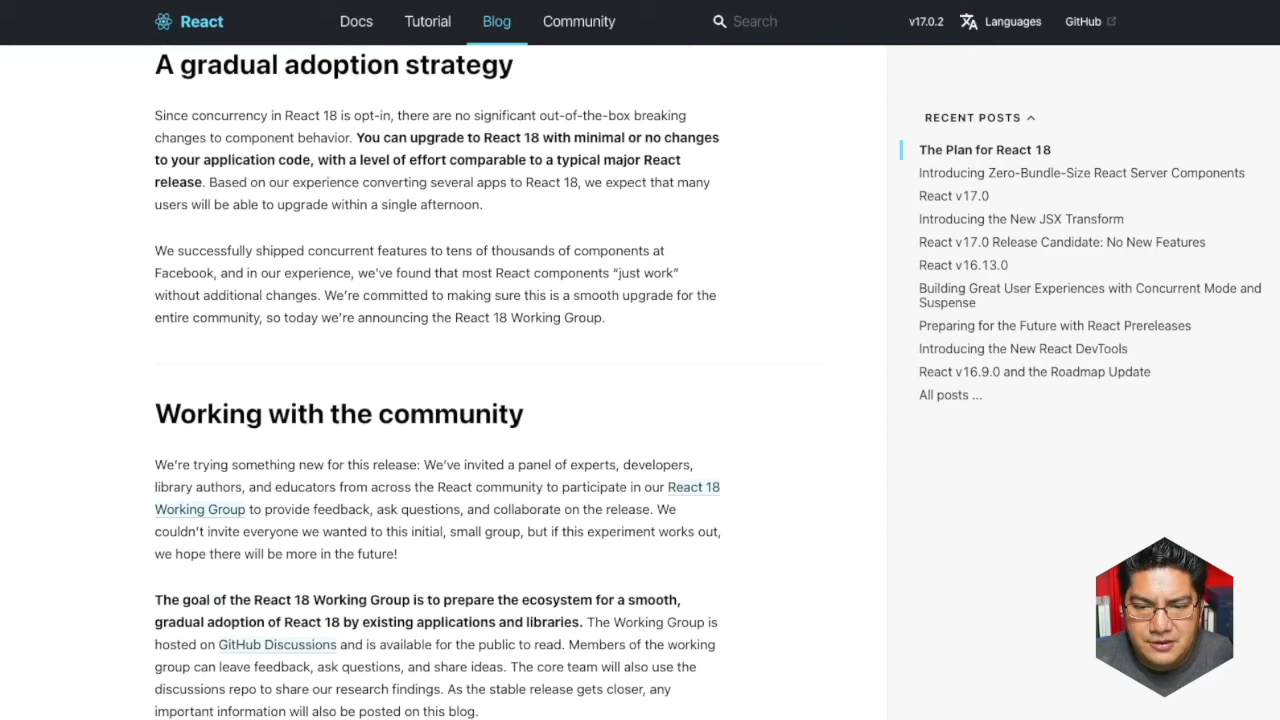 React
Docs
Tutorial
Blog
Community
Search
v17.0.2
Languages
GitHub
A gradual adoption strategy
Since concurrency in React 18 is opt-in, there are no significant out-of-the-box breaking
changes to component behavior. You can upgrade to React 18 with minimal or no changes
to your application code, with a level of effort comparable to a typical major React
release. Based on our experience converting several apps to React 18, we expect that many
users will be able to upgrade within a single afternoon.
We successfully shipped concurrent features to tens of thousands of components at
Facebook, and in our experience, we’ve found that most React components “just work”
without additional changes. We’re committed to making sure this is a smooth upgrade for the
entire community, so today we’re announcing the React 18 Working Group.
Working with the community
We’re trying something new for this release: We’ve invited a panel of experts, developers,
library authors, and educators from across the React community to participate in our React 18
Working Group to provide feedback, ask questions, and collaborate on the release. We
couldn’t invite everyone we wanted to this initial, small group, but if this experiment works out,
we hope there will be more in the future!
The goal of the React 18 Working Group is to prepare the ecosystem for a smooth,
gradual adoption of React 18 by existing applications and libraries. The Working Group is
hosted on GitHub Discussions and is available for the public to read. Members of the working
group can leave feedback, ask questions, and share ideas. The core team will also use the
discussions repo to share our research findings. As the stable release gets closer, any
important information will also be posted on this blog.
RECENT POSTS
The Plan for React 18
Introducing Zero-Bundle-Size React Server Components
React v17.0
Introducing the New JSX Transform
React v17.0 Release Candidate: No New Features
React v16.13.0
Building Great User Experiences with Concurrent Mode and
Suspense
Preparing for the Future with React Prereleases
Introducing the New React DevTools
React v16.9.0 and the Roadmap Update
All posts ...